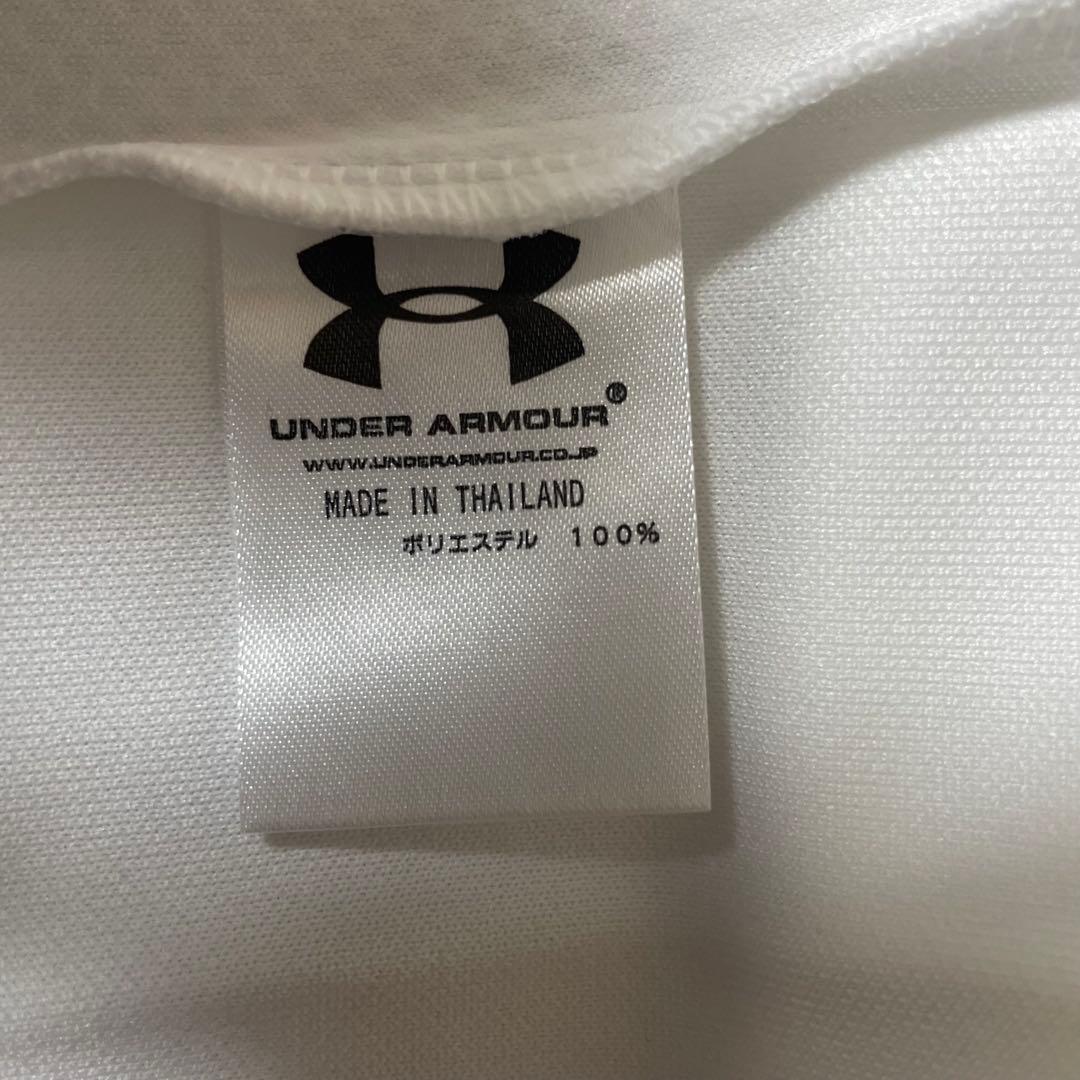 UNDER ARMOUR®
WWW.UNDERARMOUR.CO.JP
MADE IN THAILAND
ポリエステル 100%